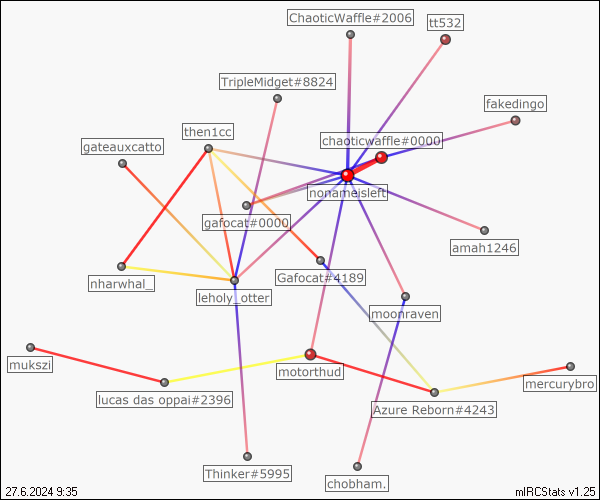 ChaoticWaffle#2006
tt532
TripleMidget#8824
fakedingo
then1cc
chaoticwaffle#0000
gateauxcatto
nonameisleft
gafocat#0000
amah1246
Gafocat#4189
nharwhal_
leholy_otter
moonraven
mukszi
motorthud
mercurybro
lucas das oppai#2396
Azure Reborn#4243
Thinker#5995
chobham.
27.6.2024 9:35
mIRCStats v1.25